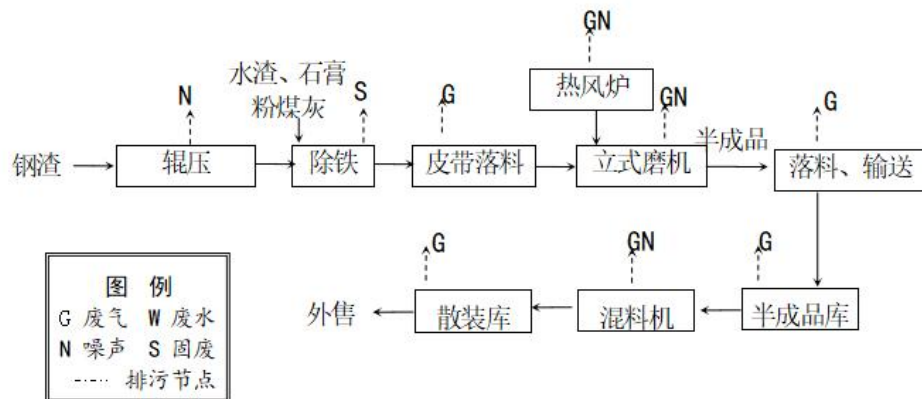 GN
水渣、石膏
粉煤灰
N
S
G
热风炉
GN
G
钢渣
辊压
除铁
皮带落料
立式磨机
半成品
落料、输送
G
GN
G
外售
散装库
混料机
半成品库
图 例
G 废气 W 废水
N 噪声 S 固废
排污节点